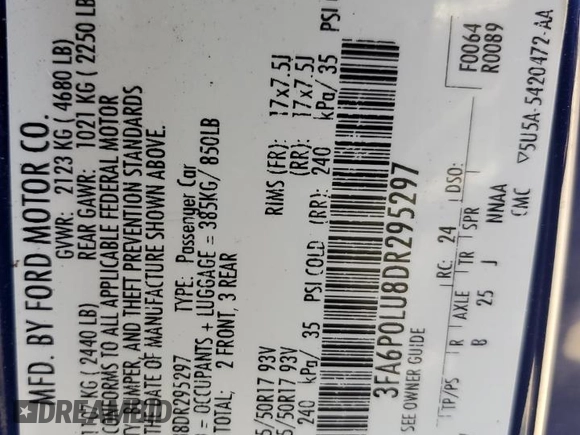 MFD. BY FORD MOTOR CO.
GVWR: 2123 KG ( 4680 LB)
KG (2440 LB) REAR GAWR: 1021 KG ( 2250 LB
CONFORMS TO ALL APPLICABLE FEDERAL MOTOR
BUMPER, AND THEFT PREVENTION STANDARDS
THE DATE OF MANUFACTURE SHOWN ABOVE.
8DR295297 TYPE: Passenger Car
= OCCUPANTS + LUGGAGE = 385KG/ 850LB
TOTAL; 2 FRONT, 3 REAR
5/50R17 93V RIMS (FR): 17x7.5J
5/50R17 93V (RR): 17x7.5J
240 kPa/ 35 PSI COLD (RR): 240 kPa/ 35 PSI
3FA6P0LU8DR295297
SEE OWNER GUIDE
F0064
R0089
RC: 24 DSO:
TP/PS R AXLE TR SPR
B 25 J NNAA
CMC ▽5U5A-5420472-AA
DREAMBID